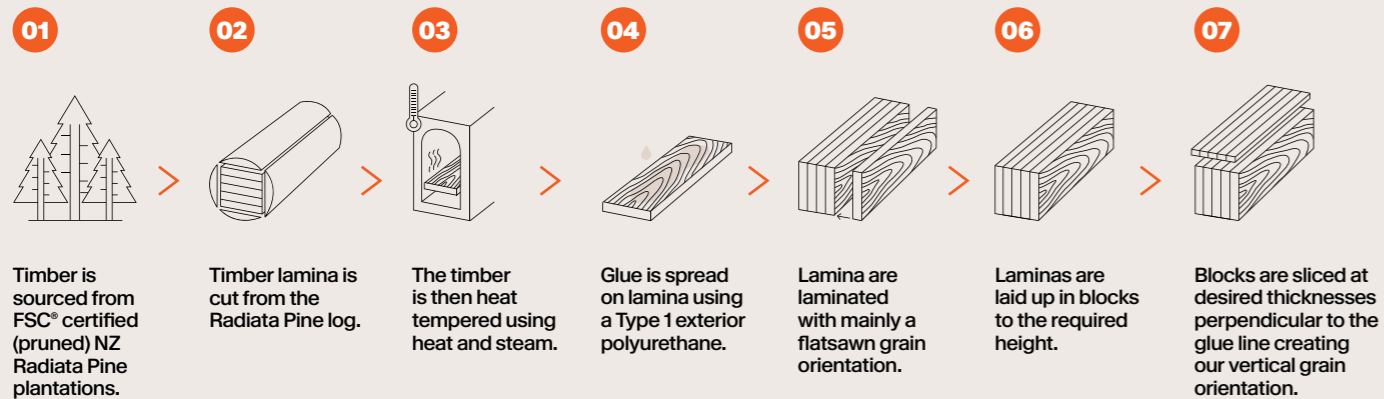 01
Timber is
sourced from
FSC® certified
(pruned) NZ
Radiata Pine
plantations.
02
Timber lamina is
cut from the
Radiata Pine log.
03
The timber
is then heat
tempered using
heat and steam.
04
Glue is spread
on lamina using
a Type 1 exterior
polyurethane.
05
Lamina are
laminated
with mainly a
flatsawn grain
orientation.
06
Laminas are
laid up in blocks
to the required
height.
07
Blocks are sliced at
desired thicknesses
perpendicular to the
glue line creating
our vertical grain
orientation.